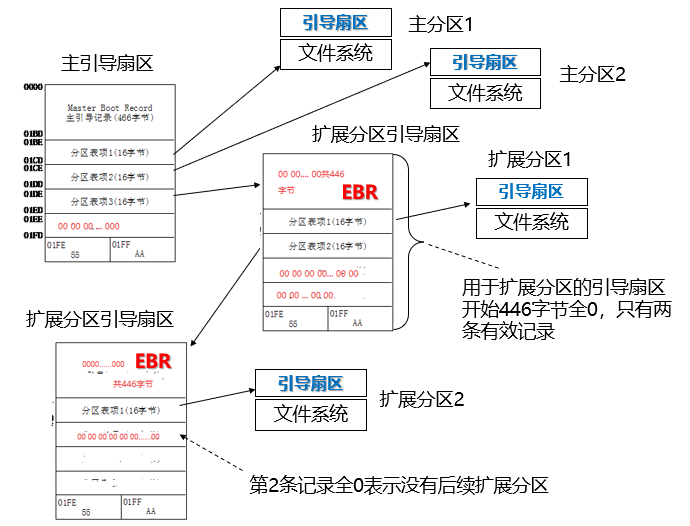 引导扇区
主分区1
文件系统
引导扇区
主分区2
文件系统
主引导扇区
0000
Master Boot Record
主引导记录(466字节)
01BD
01BE
分区表项1(16字节)
01CD
01CE
分区表项2(16字节)
01DD
01DE
分区表项3(16字节)
01ED
01EE
00 00 00.... 000
01FD
01FE
55
01FF
AA
扩展分区引导扇区
00 00.... 00共446
字节
EBR
分区表项1(16字节)
分区表项2(16字节)
00 00 00 00... 00 00
00 00 ... 00 00
01FE
55
01FF
AA
扩展分区1
引导扇区
文件系统
用于扩展分区的引导扇区
开始446字节全0，只有两
条有效记录
扩展分区引导扇区
0000......000
EBR
共446字节
分区表项1(16字节)
00 00 00 00 00 00......00
01FE
55
01FF
AA
引导扇区
文件系统
扩展分区2
第2条记录全0表示没有后续扩展分区